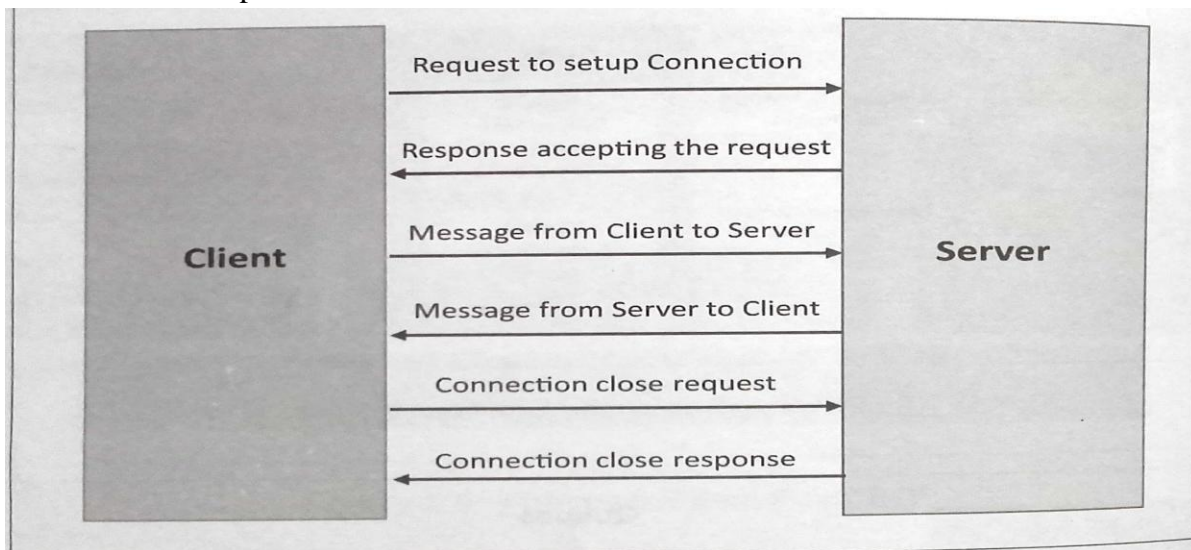 Request to setup Connection
Response accepting the request
Message from Client to Server
Client
Server
Message from Server to Client
Connection close request
Connection close response